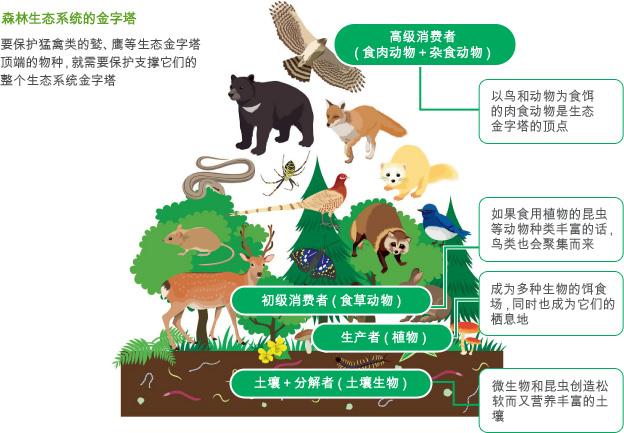 森林生态系统的金字塔
要保护猛禽类的鹫、鹰等生态金字塔
顶端的物种，就需要保护支撑它们的
整个生态系统金字塔
高级消费者
（食肉动物＋杂食动物）
以鸟和动物为食饵
的肉食动物是生态
金字塔的顶点
如果食用植物的昆虫
等动物种类丰富的话，
鸟类也会聚集而来
初级消费者（食草动物）
成为多种生物的饵食
场，同时也成为它们的
栖息地
生产者（植物）
土壤＋分解者（土壤生物）
微生物和昆虫创造松
软而又营养丰富的土
壤